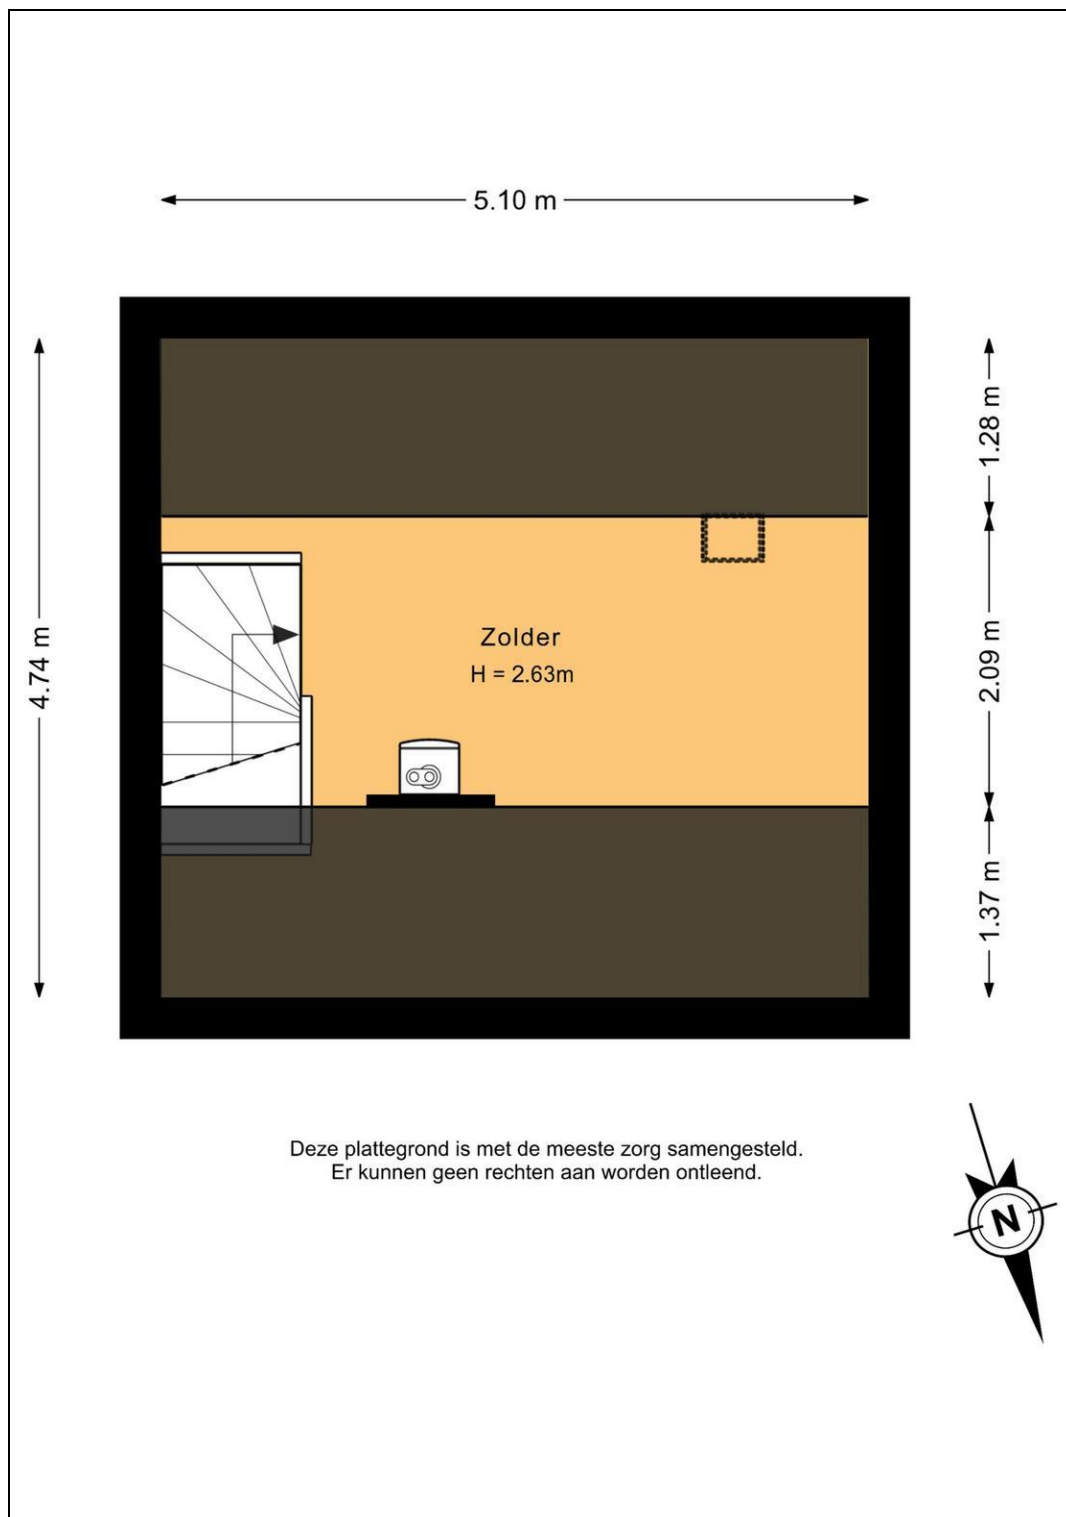 5.10 m
1.28 m
4.74 m
Zolder
H = 2.63m
2.09 m
1.37 m
Deze plattegrond is met de meeste zorg samengesteld.
Er kunnen geen rechten aan worden ontleend.
N